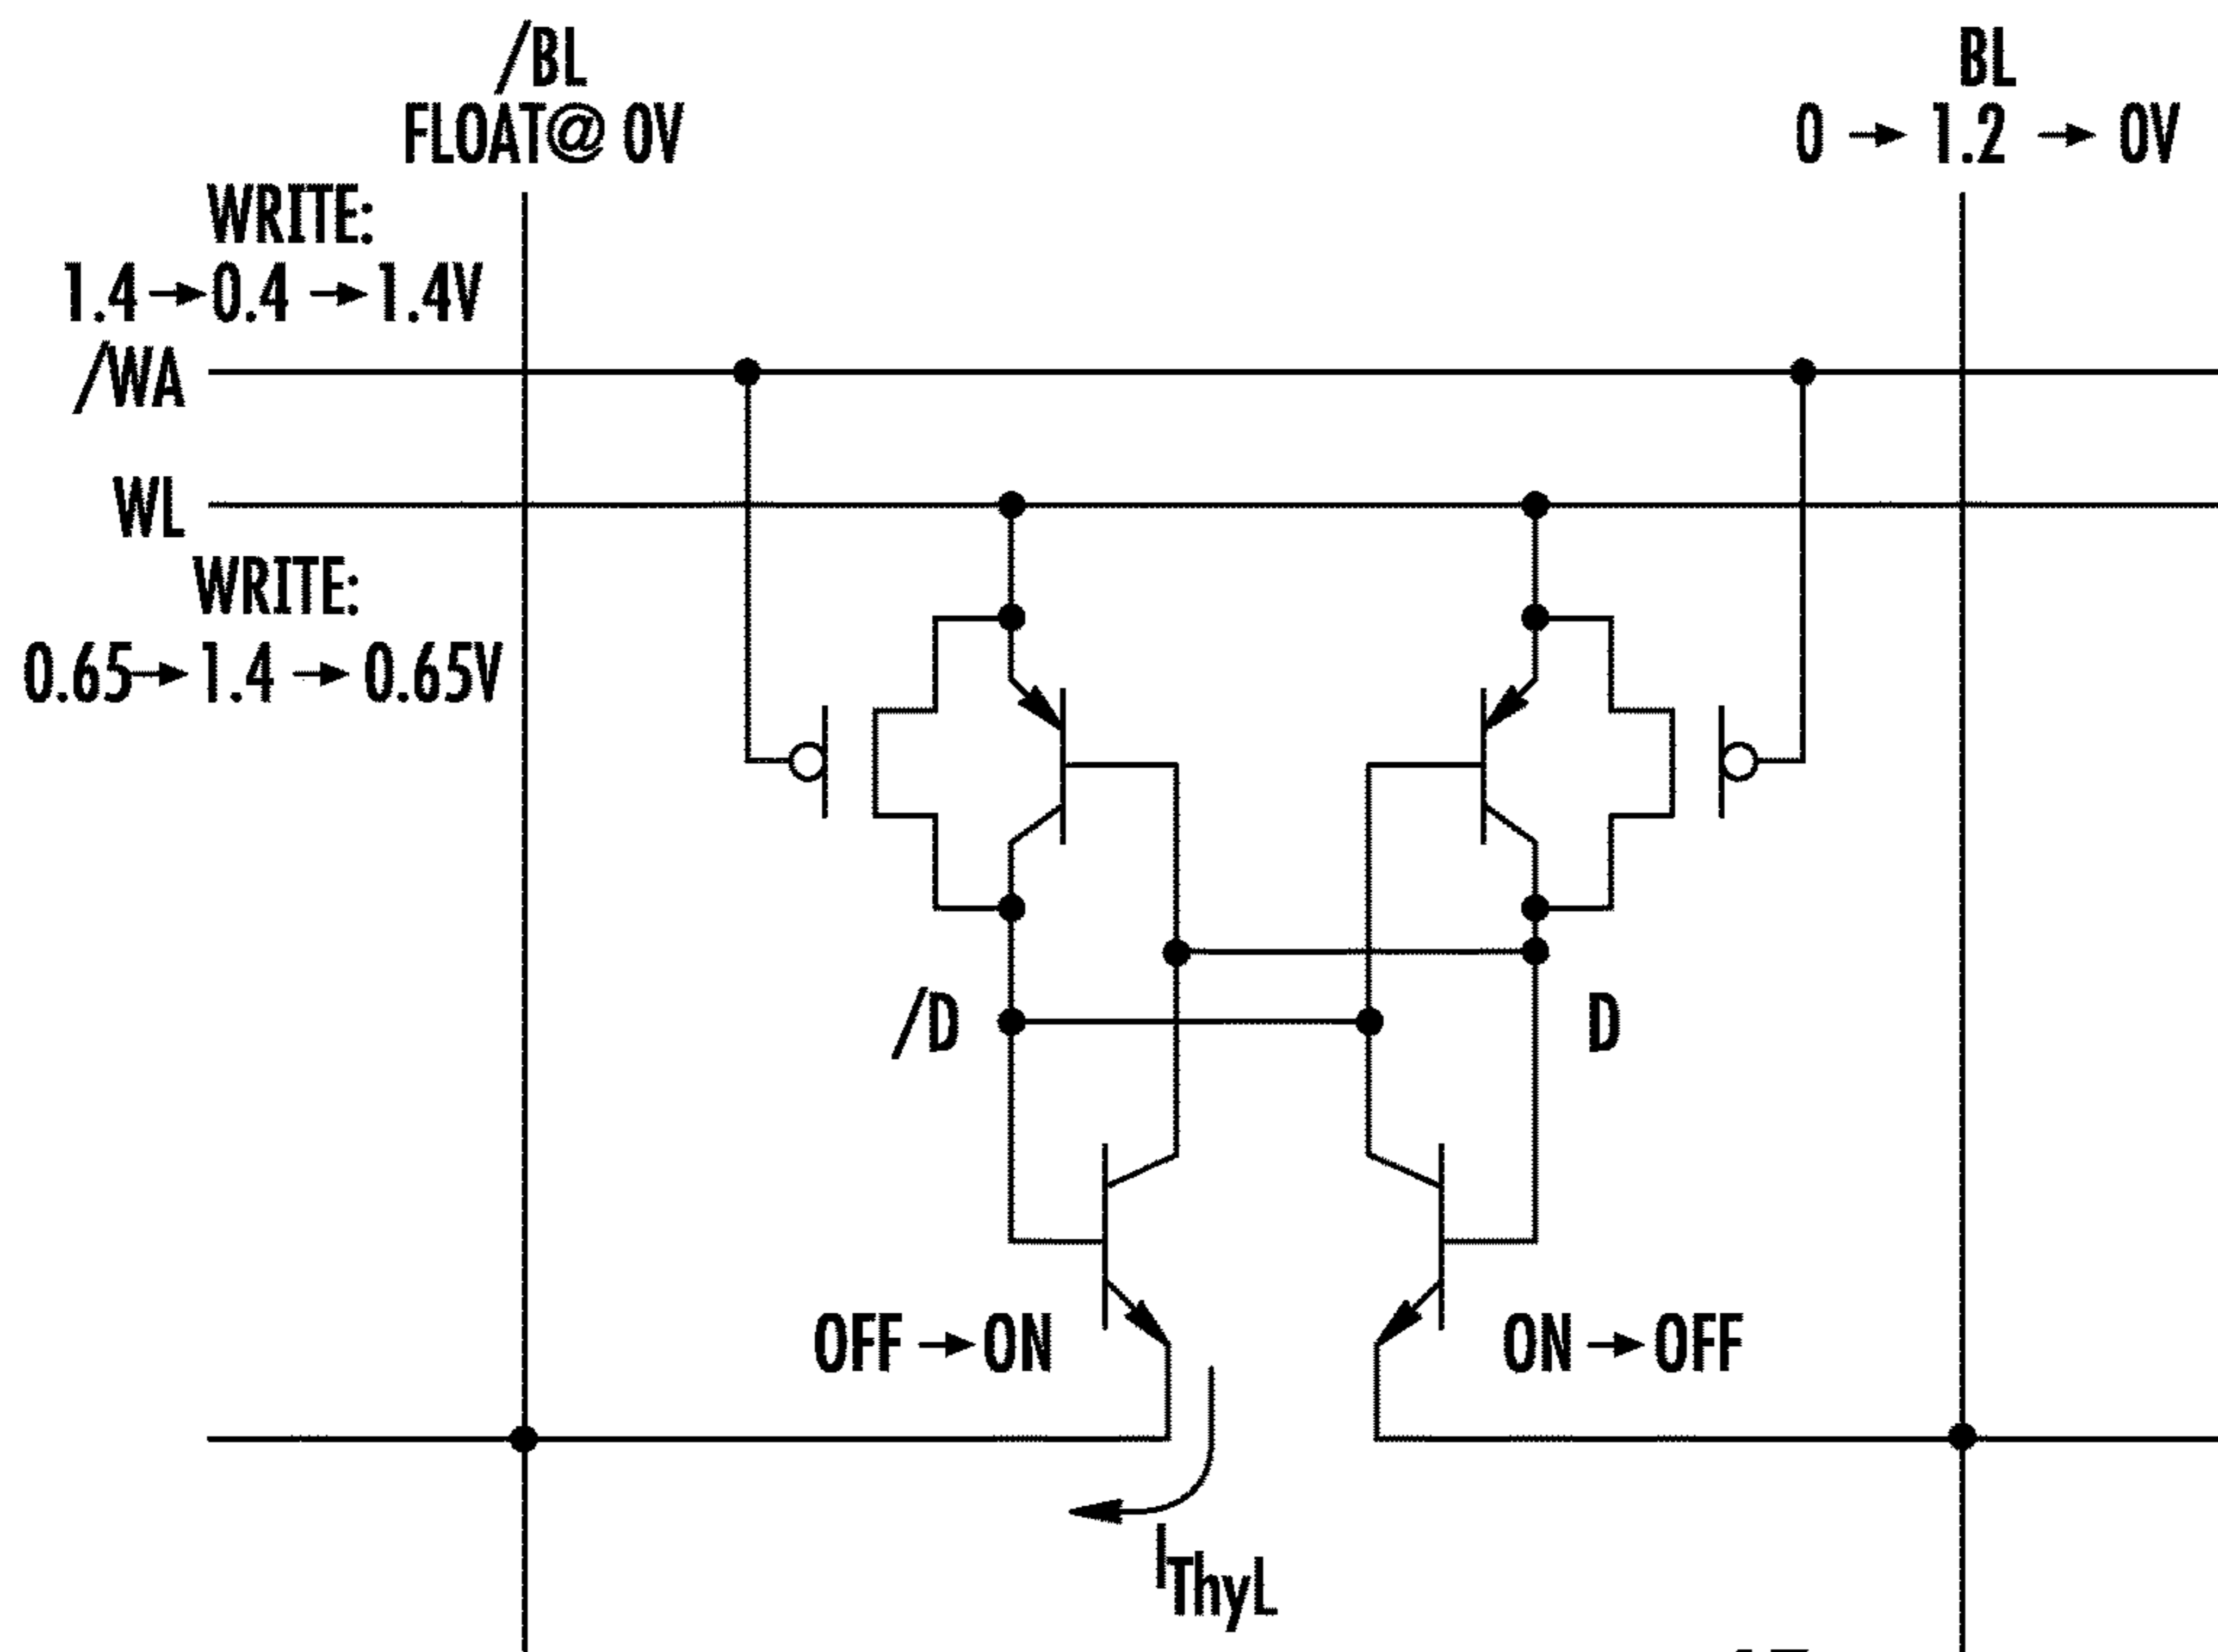 /BL
FLOAT@ 0V
BL
0 → 1.2 → 0V
WRITE:
1.4→0.4 →1.4V
/WA
WL
WRITE:
0.65→1.4 → 0.65V
/D
D
OFF →ON
ON →OFF
IThyL